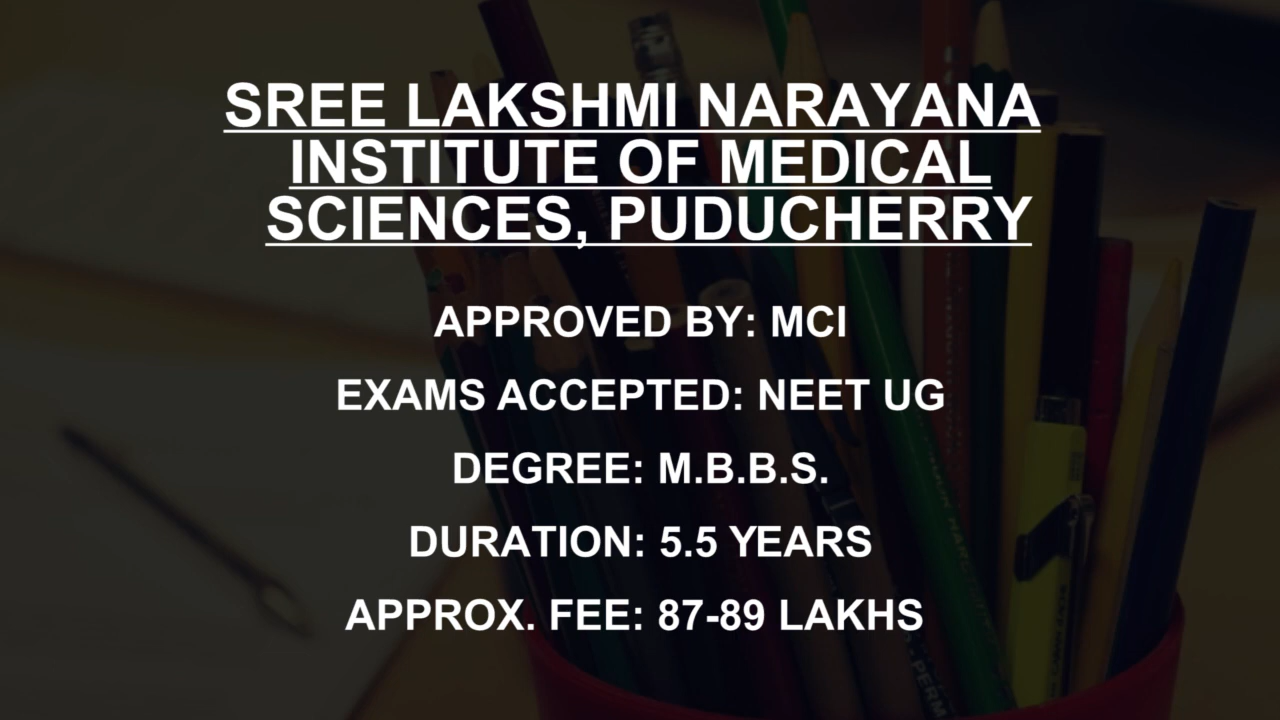 SREE LAKSHMI NARAYANA
INSTITUTE OF MEDICAL
SCIENCES, PUDUCHERRY
APPROVED BY: MCI
EXAMS ACCEPTED: NEET UG
DEGREE: M.B.B.S.
DURATION: 5.5 YEARS
APPROX. FEE: 87-89 LAKHS
PERM